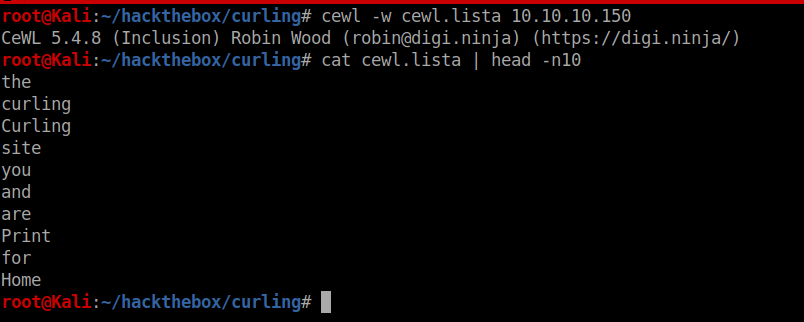 root@Kali:~/hackthebox/curling# cewl -w cewl.lista 10.10.10.150
CeWL 5.4.8 (Inclusion) Robin Wood (robin@digi.ninja) (https://digi.ninja/)
root@Kali:~/hackthebox/curling# cat cewl.lista | head -n10
the
curling
Curling
site
you
and
are
Print
for
Home
root@Kali:~/hackthebox/curling#